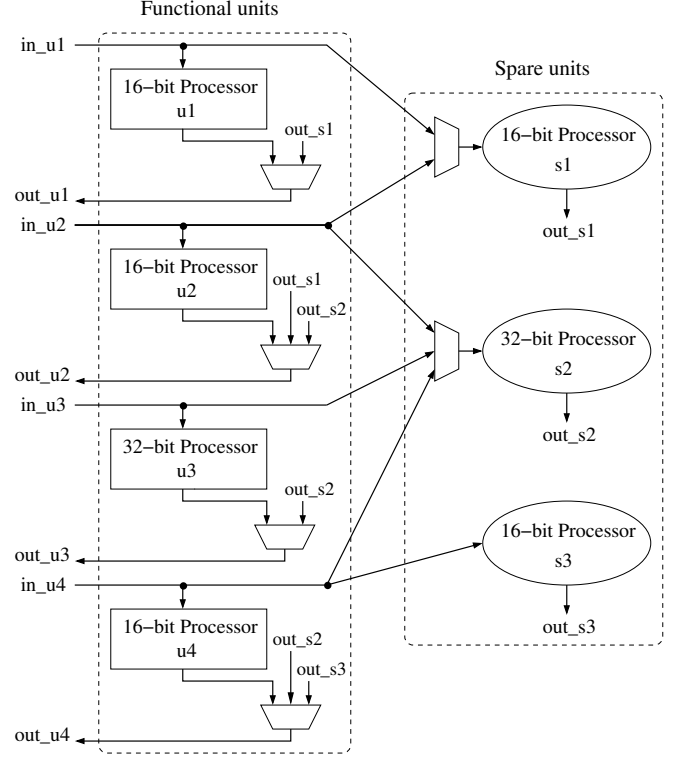 Functional units
in_u1
16−bit Processor
u1
out_s1
out_u1
in_u2
16−bit Processor
u2
out_s1
out_s2
out_u2
in_u3
32−bit Processor
u3
out_s2
out_u3
in_u4
16−bit Processor
u4
out_s2
out_s3
out_u4
Spare units
16−bit Processor
s1
out_s1
32−bit Processor
s2
out_s2
16−bit Processor
s3
out_s3